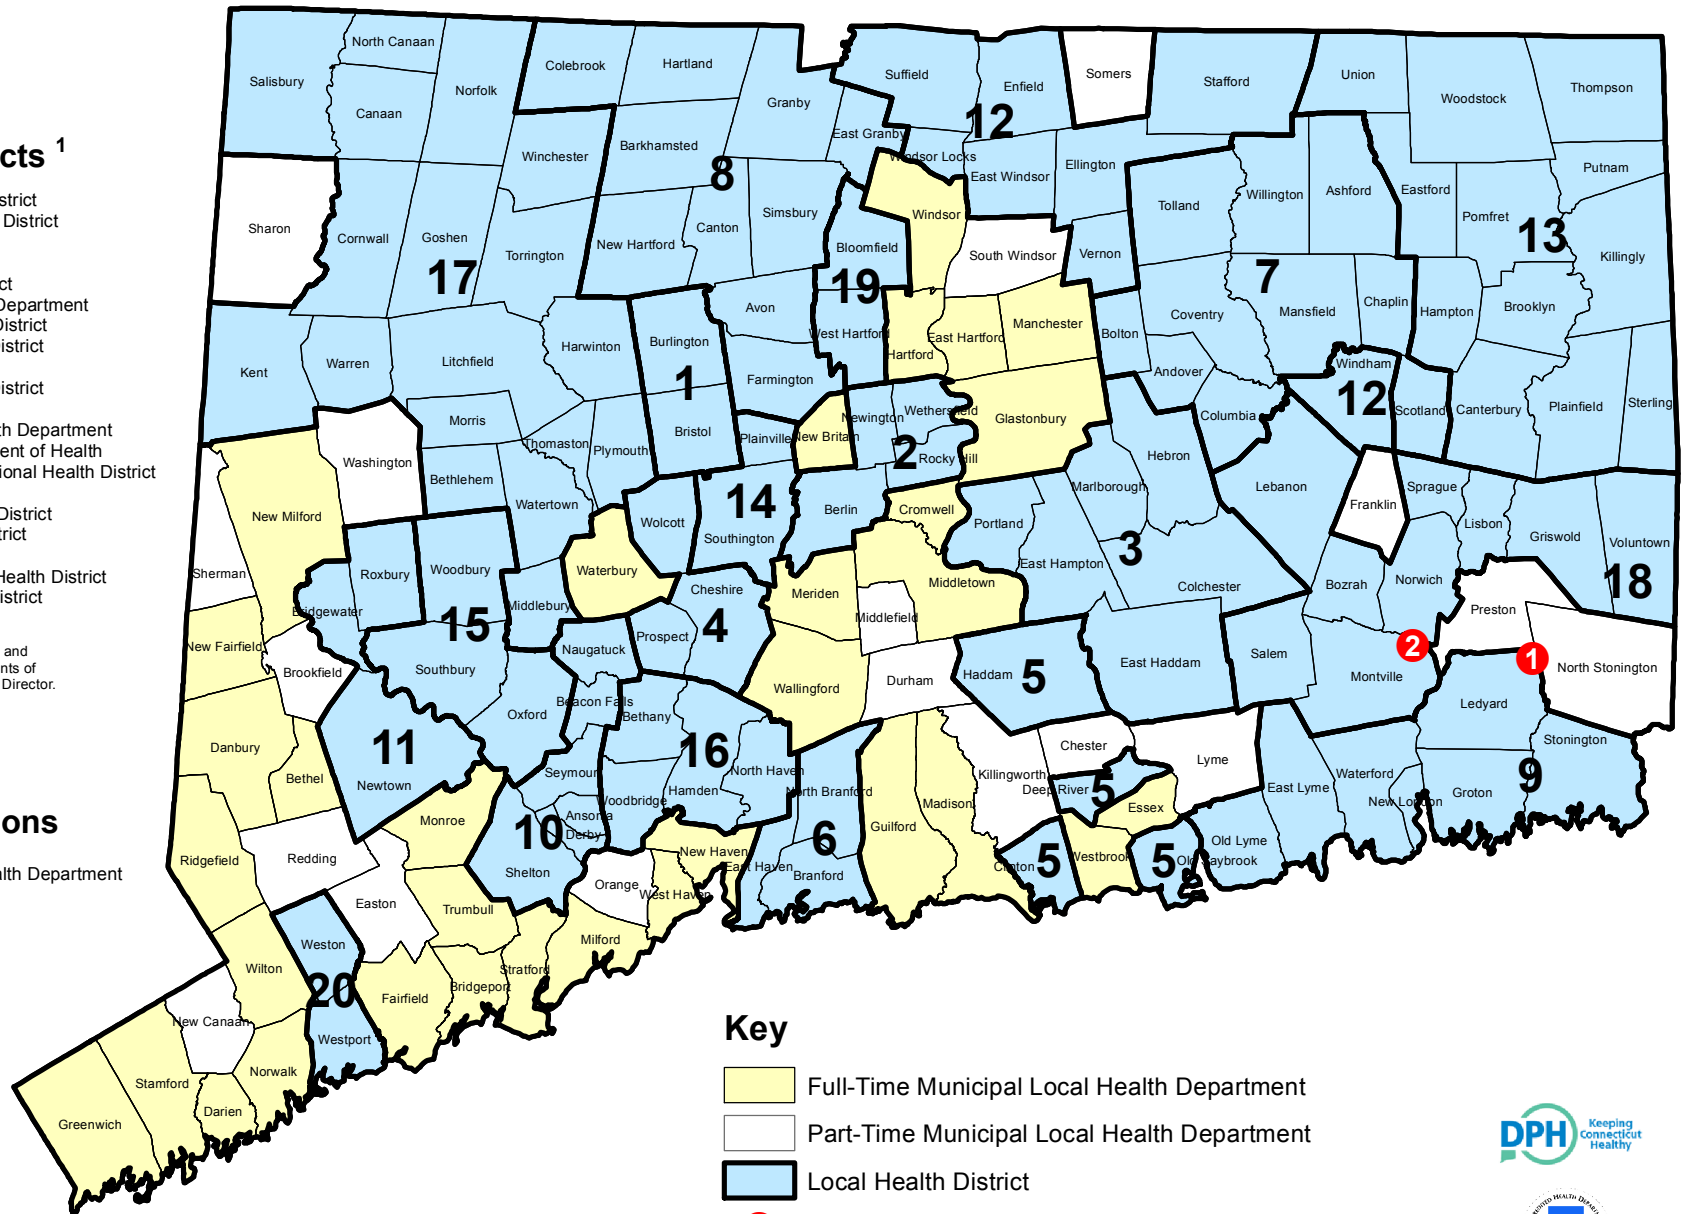 cts 1
strict
District
ct
Department
District
District
District
th Department
ent of Health
ional Health District
District
trict
Health District
istrict
and
nts of
Director.
ons
lth Department
North Canaan
Salisbury
Canaan
Norfolk
Colebrook
Hartland
Granby
Suffield
Enfield
Somers
Stafford
Union
Woodstock
Thompson
East Granby
12
Winchester
Barkhamsted
8
Windsor Locks
East Windsor
Ellington
Putnam
Sharon
Cornwall
Goshen
17
Torrington
New Hartford
Canton
Simsbury
Bloomfield
19
Windsor
South Windsor
Vernon
Tolland
Willington
Ashford
Eastford
Pomfret
13
Killingly
7
Mansfield
Chaplin
Hampton
Brooklyn
Kent
Warren
Litchfield
Harwinton
Burlington
1
Bristol
Avon
Farmington
West Hartford
Hartford
East Hartford
Manchester
Bolton
Coventry
Andover
Windham
12
Scotland
Canterbury
Plainfield
Sterling
Morris
Thomaston
Plymouth
Plainville
New Britain
Newington
Wethersfield
2
Rocky Hill
Glastonbury
Columbia
Hebron
Washington
Bethlehem
Watertown
Wolcott
14
Southington
Berlin
Cromwell
Portland
Marlborough
Lebanon
Franklin
Sprague
Lisbon
Griswold
Voluntown
18
New Milford
Sherman
Roxbury
Woodbury
Waterbury
Cheshire
4
Meriden
Middletown
Middlefield
East Hampton
3
Colchester
Bozrah
Norwich
Preston
Bridgewater
15
Middlebury
Naugatuck
Prospect
New Fairfield
Brookfield
Southbury
Oxford
Beacon Falls
Bethany
Wallingford
Durham
Haddam
5
East Haddam
Salem
2
Montville
1
North Stonington
Ledyard
Danbury
Bethel
11
Newtown
Seymour
16
North Haven
Hamden
Woodbridge
North Branford
Chester
Killingworth
Deep River
5
Essex
Lyme
East Lyme
Waterford
New London
Groton
9
Stonington
Monroe
10
Ansonia
Derby
Shelton
Ridgefield
Redding
Easton
Trumbull
Orange
New Haven
West Haven
East Haven
6
Branford
Guilford
Madison
Clinton
5
Westbrook
5
Old Saybrook
Old Lyme
Weston
20
Westport
Wilton
Fairfield
Bridgeport
Stratford
Milford
New Canaan
Norwalk
Stamford
Darien
Greenwich
Key
Full-Time Municipal Local Health Department
Part-Time Municipal Local Health Department
Local Health District
DPH
Keeping
Connecticut
Healthy